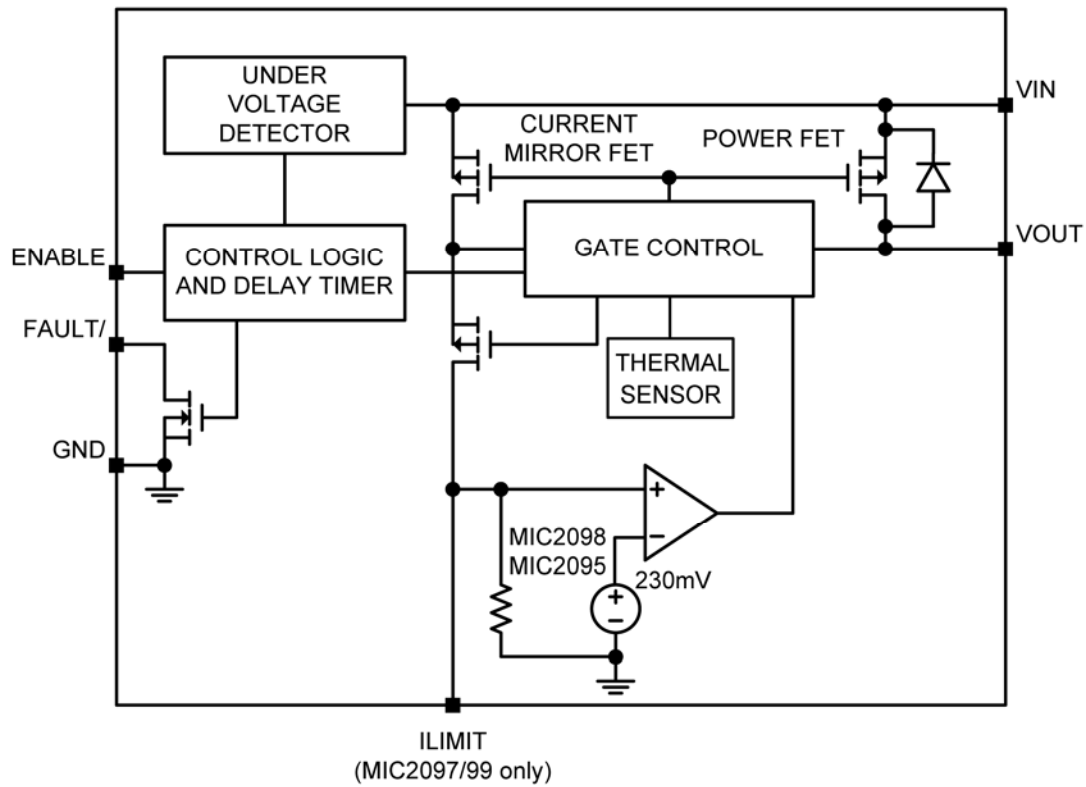 UNDER
VOLTAGE
DETECTOR
VIN
CURRENT
MIRROR FET
POWER FET
ENABLE
CONTROL LOGIC
AND DELAY TIMER
GATE CONTROL
VOUT
FAULT/
THERMAL
SENSOR
GND
+
−
MIC2098
MIC2095
230mV
+
−
ILIMIT
(MIC2097/99 only)